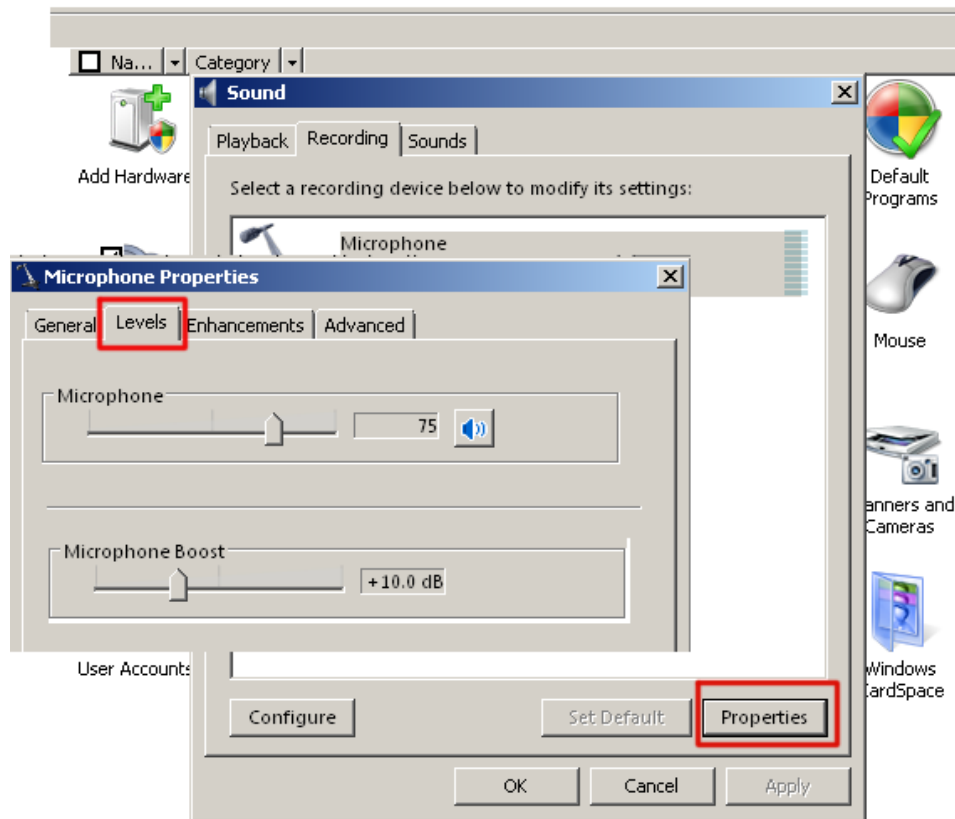 Na...
Category
Sound
Playback
Recording
Sounds
Add Hardware
Default
Programs
Select a recording device below to modify its settings:
Microphone
Microphone Properties
General
Levels
Enhancements
Advanced
Mouse
Microphone
75
anners and
Cameras
Microphone Boost
+10.0 dB
User Accounts
Windows
CardSpace
Configure
Set Default
Properties
OK
Cancel
Apply